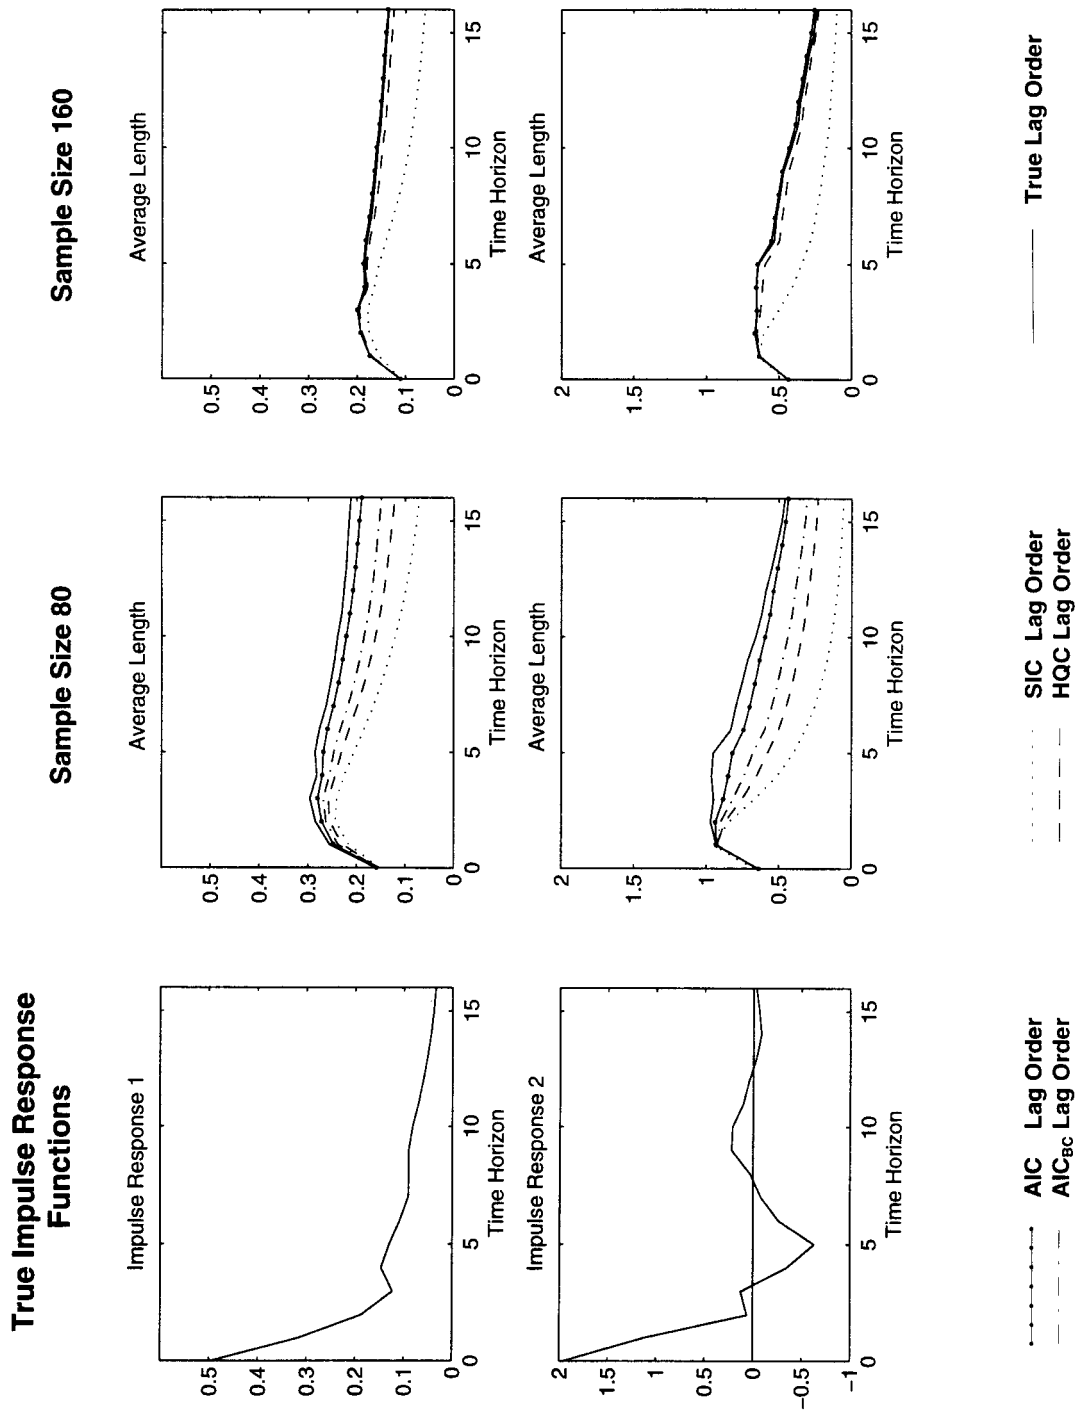 True Impulse Response
Functions
Sample Size 80
Sample Size 160
Impulse Response 1
0.5
0.4
0.3
0.2
0.1
0
0
5
10
15
Time Horizon
Average Length
0.5
0.4
0.3
0.2
0.1
0
0
5
10
15
Time Horizon
Average Length
0.5
0.4
0.3
0.2
0.1
0
0
5
10
15
Time Horizon
Impulse Response 2
2
1.5
1
0.5
0
−0.5
−1
0
5
10
15
Time Horizon
Average Length
2
1.5
1
0.5
0
0
5
10
15
Time Horizon
Average Length
2
1.5
1
0.5
0
0
5
10
15
Time Horizon
AIC Lag Order
AICBC Lag Order
SIC Lag Order
HQC Lag Order
True Lag Order